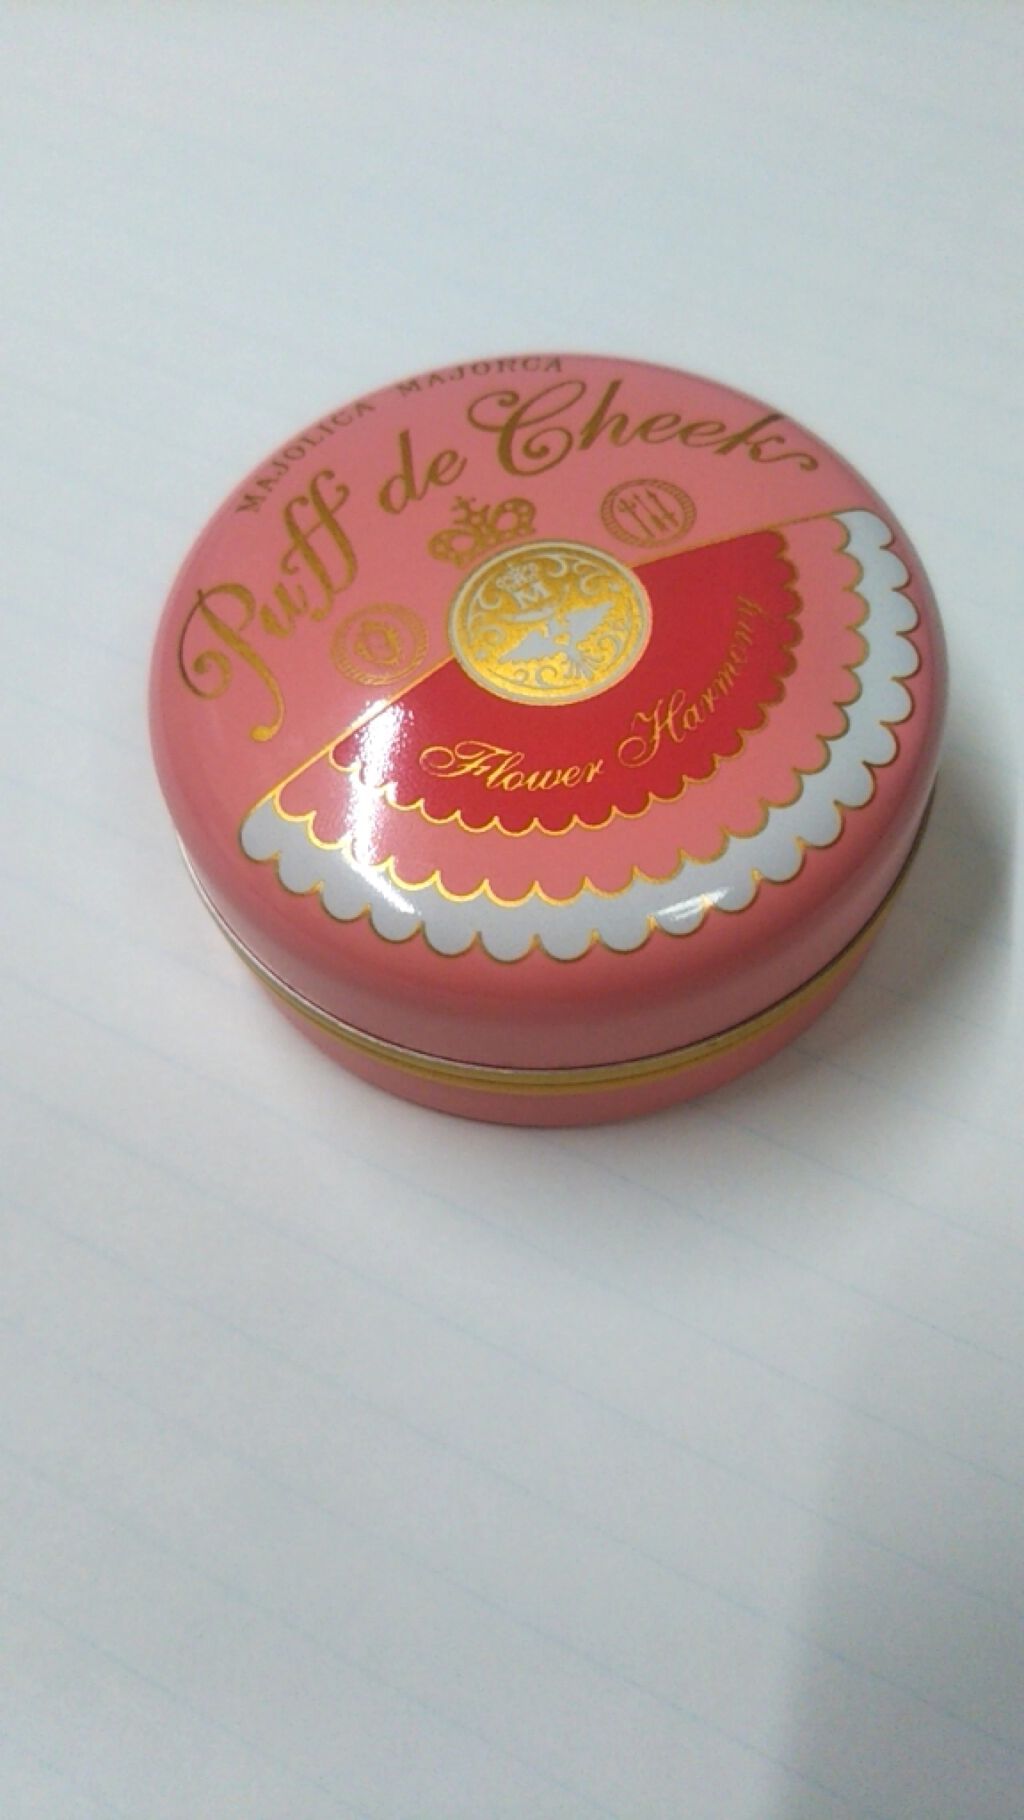 MAJOLICA MAJORCA
Puff de Cheek
M
Flower Harmony